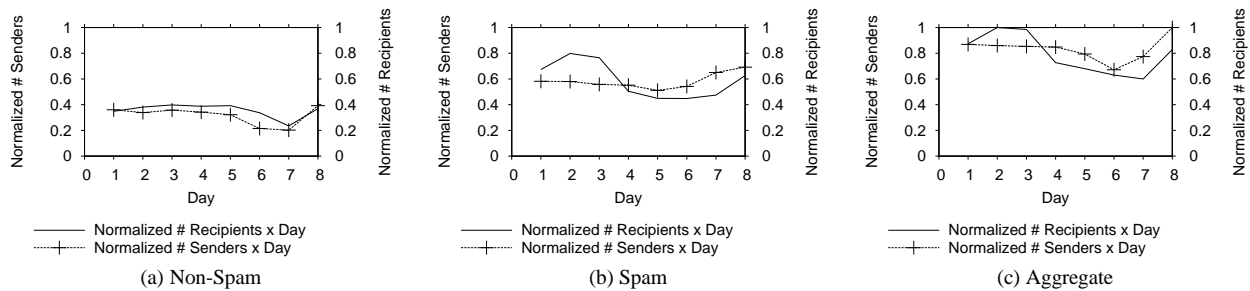 Normalized # Senders
1
0.8
0.6
0.4
0.2
0
0 1 2 3 4 5 6 7 8
Day
1
0.8
0.6
0.4
0.2
0
Normalized # Recipients
Normalized # Recipients x Day
Normalized # Senders x Day
(a) Non-Spam
Normalized # Senders
1
0.8
0.6
0.4
0.2
0
0 1 2 3 4 5 6 7 8
Day
1
0.8
0.6
0.4
0.2
0
Normalized # Recipients
Normalized # Recipients x Day
Normalized # Senders x Day
(b) Spam
Normalized # Senders
1
0.8
0.6
0.4
0.2
0
0 1 2 3 4 5 6 7 8
Day
1
0.8
0.6
0.4
0.2
0
Normalized # Recipients
Normalized # Recipients x Day
Normalized # Senders x Day
(c) Aggregate